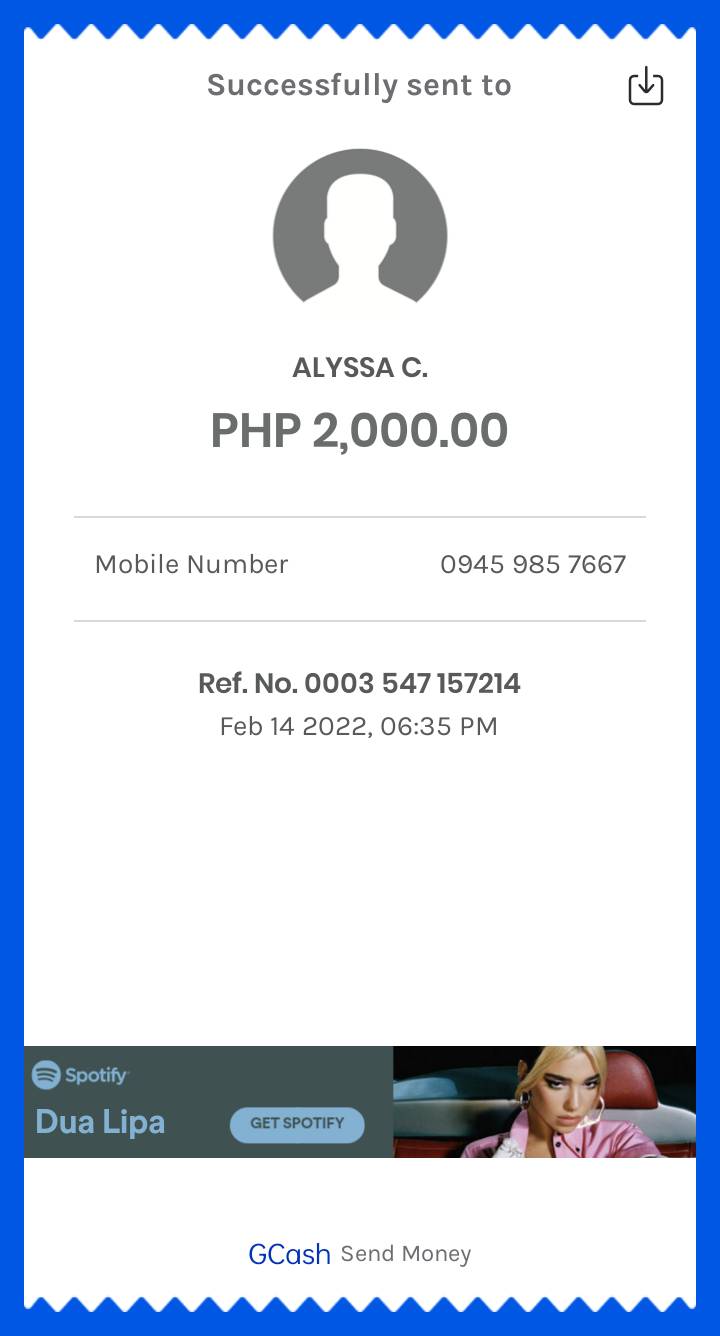 Successfully sent to
ALYSSA C.
PHP 2,000.00
Mobile Number 0945 985 7667
Ref. No. 0003 547 157214
Feb 14 2022, 06:35 PM
Spotify
Dua Lipa
GET SPOTIFY
GCash Send Money